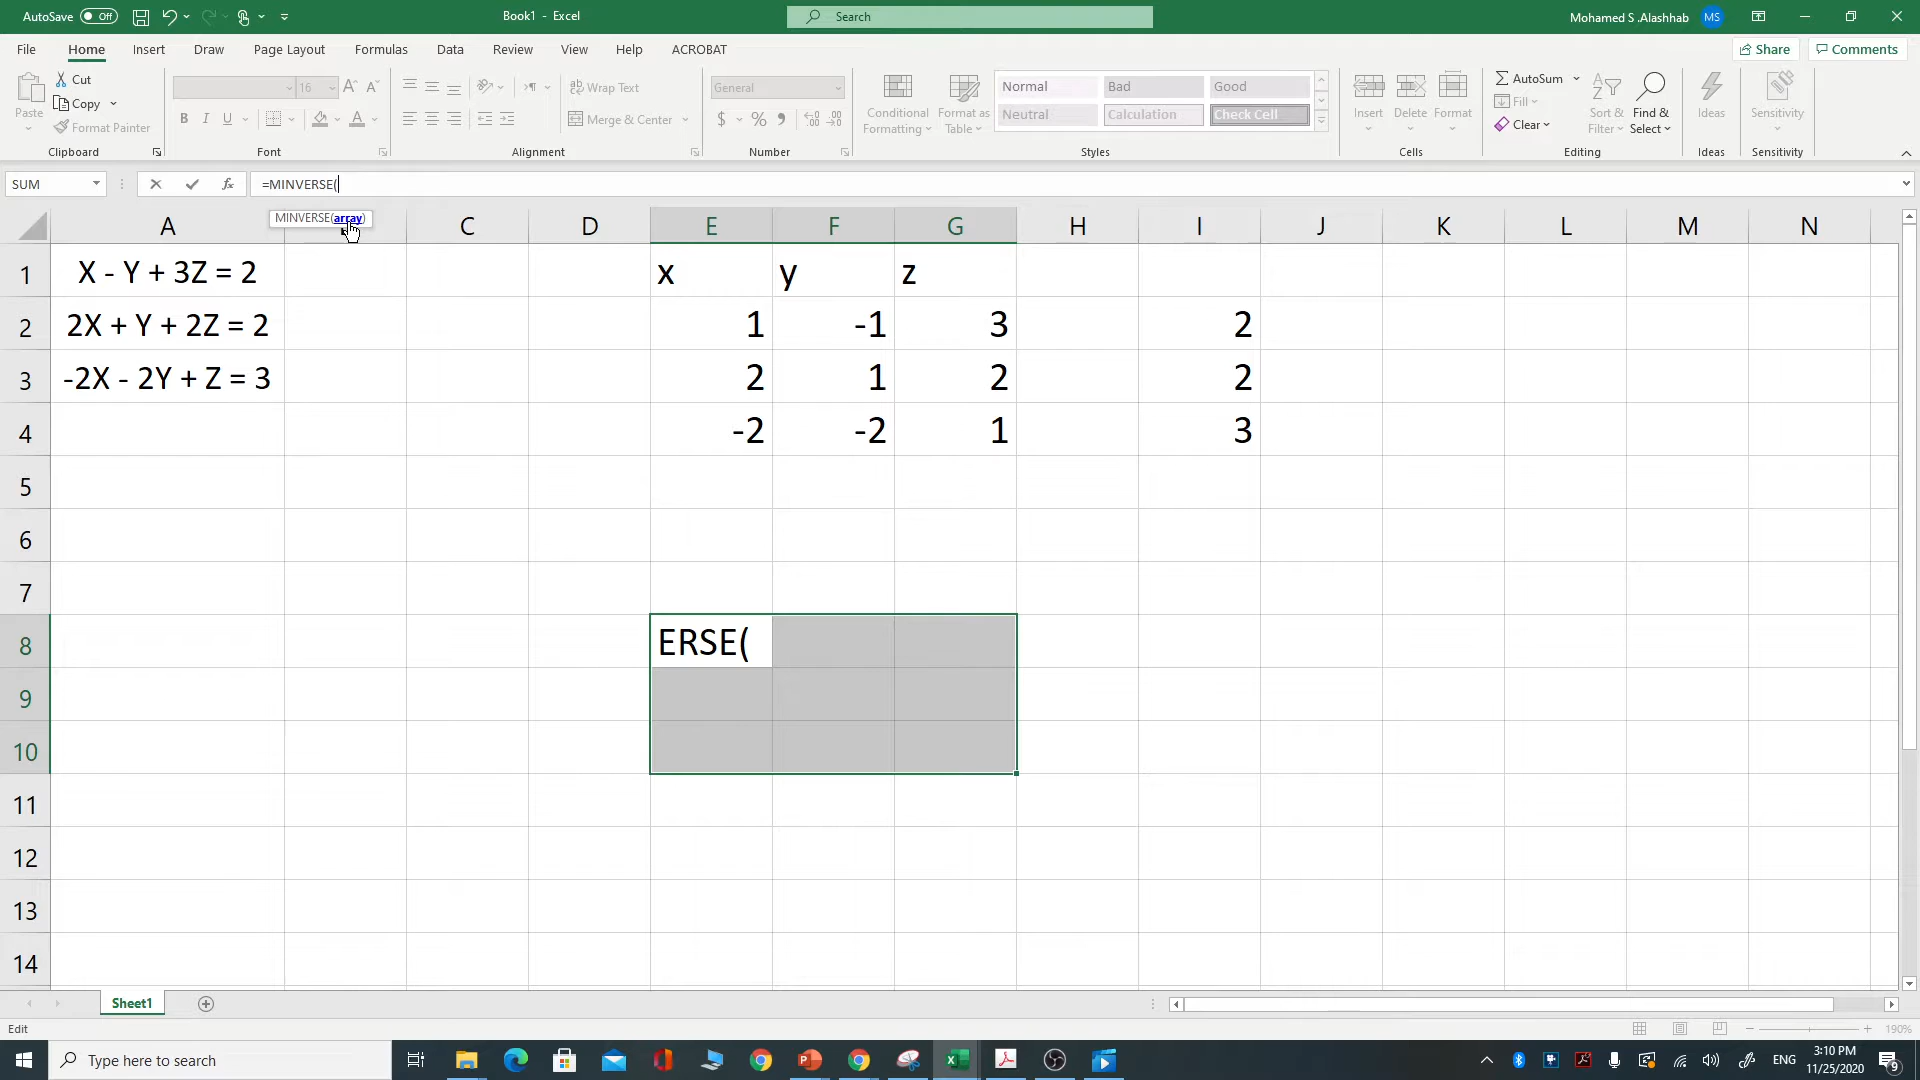 AutoSave Off
Book1 - Excel
Search
Mohamed S .Alashhab MS
File Home Insert Draw Page Layout Formulas Data Review View Help ACROBAT
Share Comments
Paste
Cut
Copy
Format Painter
Clipboard
16
Font
Wrap Text
Merge & Center
Alignment
General
Number
Conditional Formatting
Format as Table
Normal Bad Good
Neutral Calculation Check Cell
Styles
Insert Delete Format
Cells
AutoSum
Fill
Clear
Sort & Filter
Find & Select
Editing
Ideas
Ideas
Sensitivity
Sensitivity
SUM
fx
=MINVERSE(
MINVERSE(array)
A C D E F G H I J K L M N
1 X - Y + 3Z = 2 x y z
2 2X + Y + 2Z = 2 1 -1 3 2
3 -2X - 2Y + Z = 3 2 1 2 2
4 -2 -2 1 3
5
6
7
8 ERSE(
9
10
11
12
13
14
Sheet1
Edit
190%
Type here to search
ENG
3:10 PM
11/25/2020
9